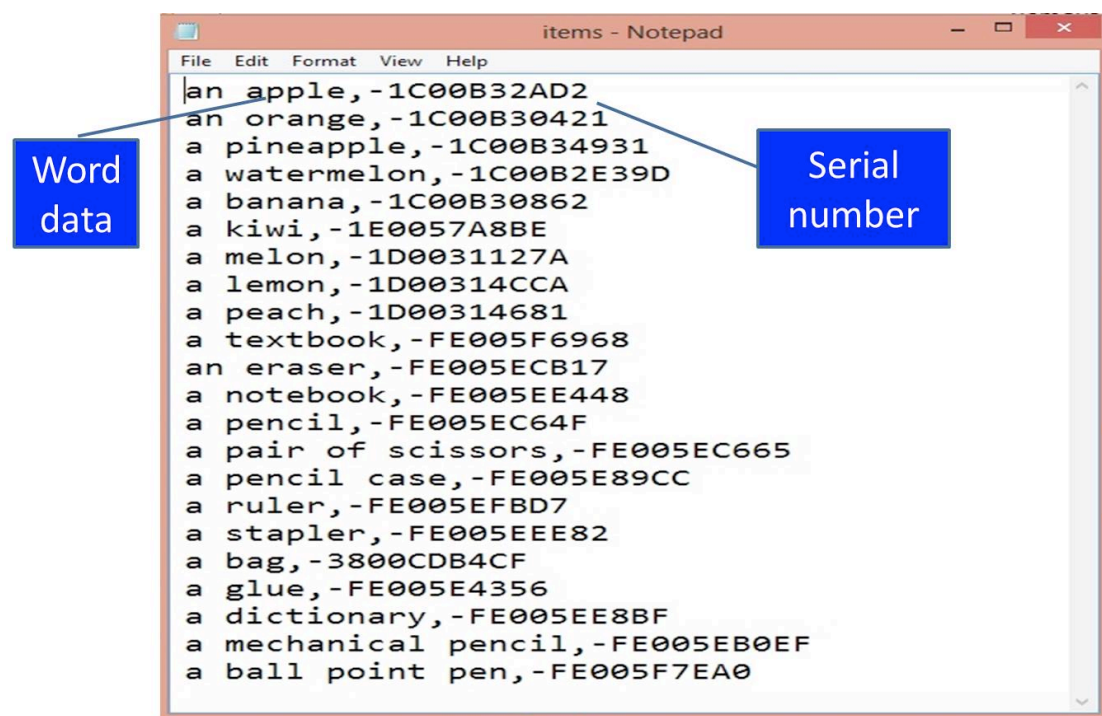 items - Notepad
File Edit Format View Help
an apple,-1C00B32AD2
an orange,-1C00B30421
a pineapple,-1C00B34931
a watermelon,-1C00B2E39D
a banana,-1C00B30862
a kiwi,-1E0057A8BE
a melon,-1D0031127A
a lemon,-1D00314CCA
a peach,-1D00314681
a textbook,-FE005F6968
an eraser,-FE005ECB17
a notebook,-FE005EE448
a pencil,-FE005EC64F
a pair of scissors,-FE005EC665
a pencil case,-FE005E89CC
a ruler,-FE005EFBD7
a stapler,-FE005EEE82
a bag,-3800CDB4CF
a glue,-FE005E4356
a dictionary,-FE005EE8BF
a mechanical pencil,-FE005EB0EF
a ball point pen,-FE005F7EA0
Word
data
Serial
number